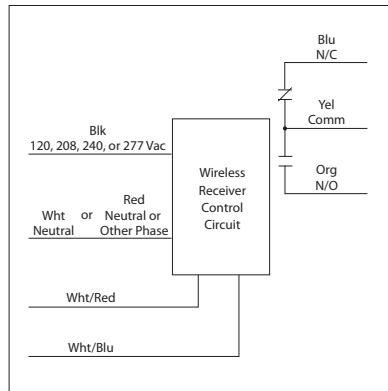 Blu
N/C
Yel
Comm
Org
N/O
Blk
120, 208, 240, or 277 Vac
Wireless
Receiver
Control
Circuit
Wht
Neutral
or
Red
Neutral or
Other Phase
Wht/Red
Wht/Blu